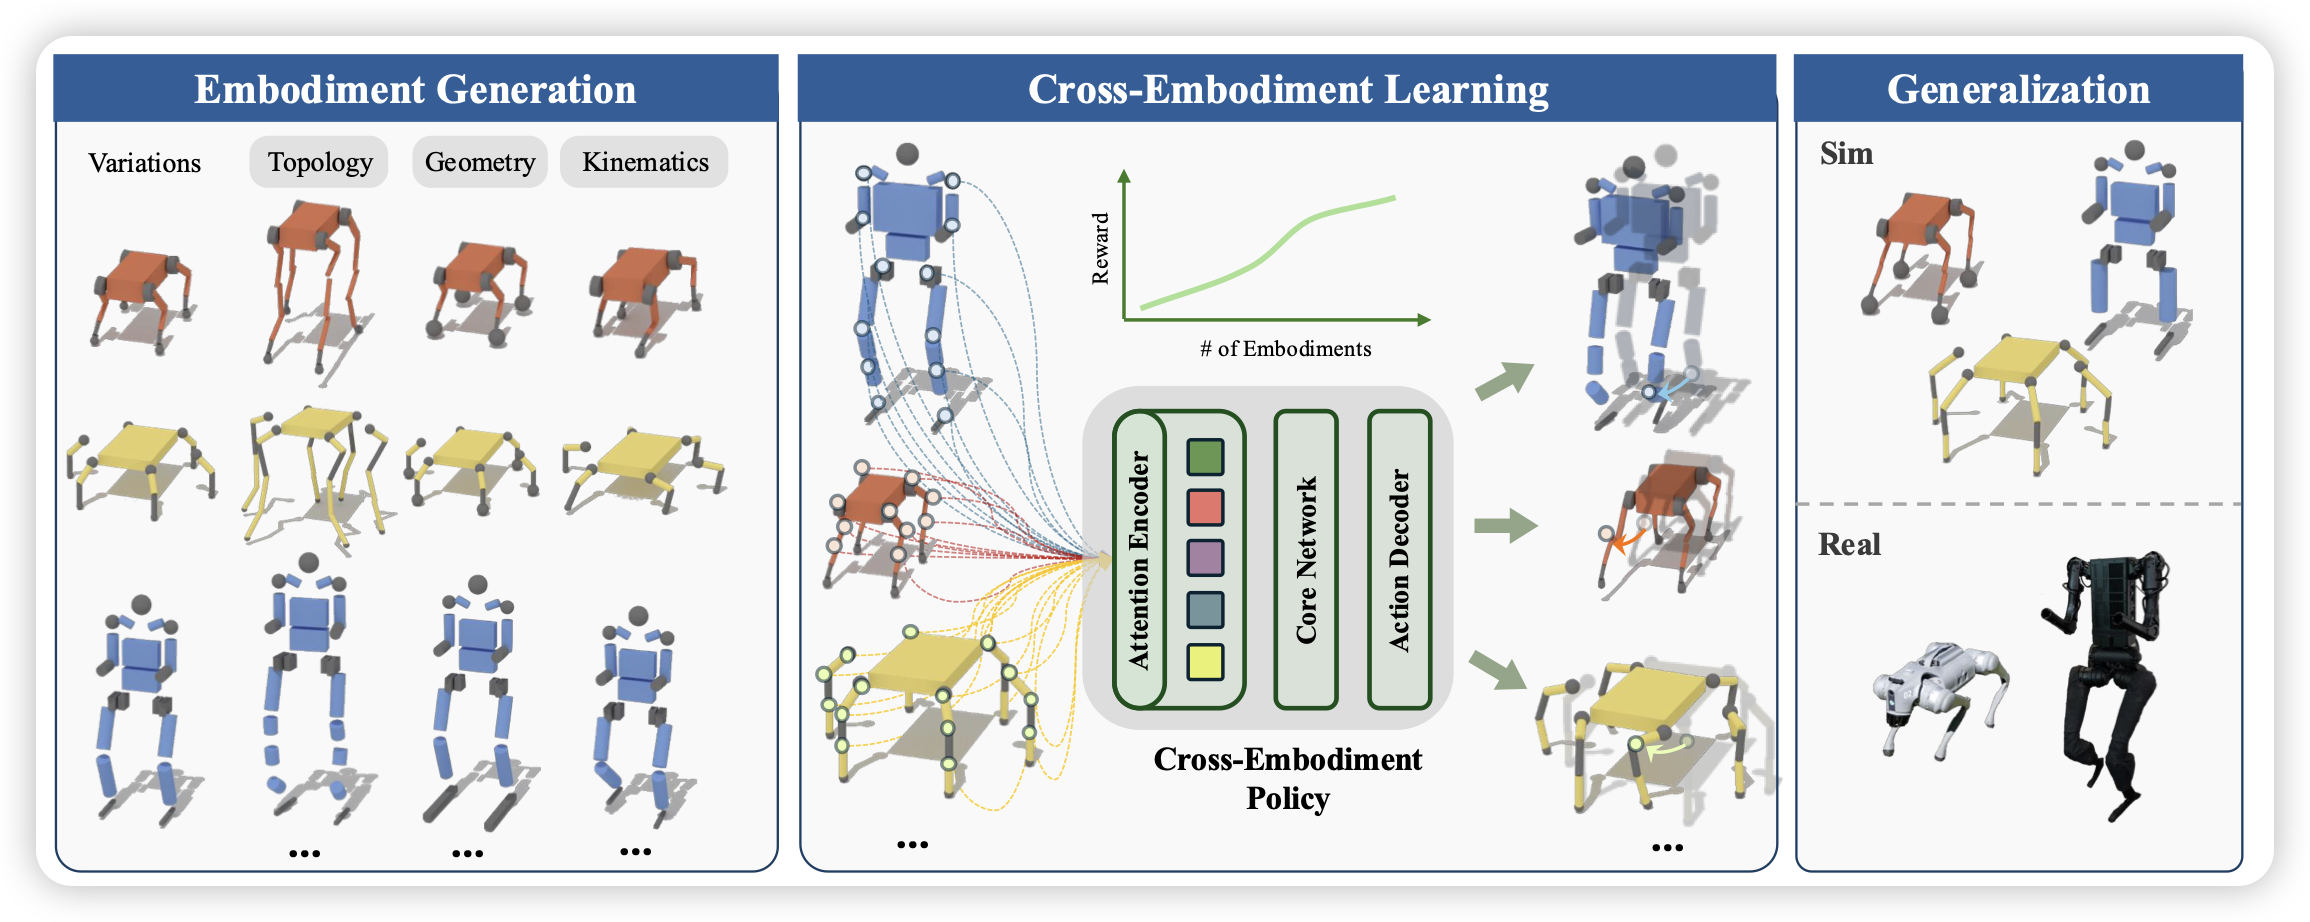 Embodiment Generation
Variations
Topology
Geometry
Kinematics
...
...
...
Cross-Embodiment Learning
Reward
# of Embodiments
Attention Encoder
Core Network
Action Decoder
Cross-Embodiment
Policy
...
...
Generalization
Sim
Real